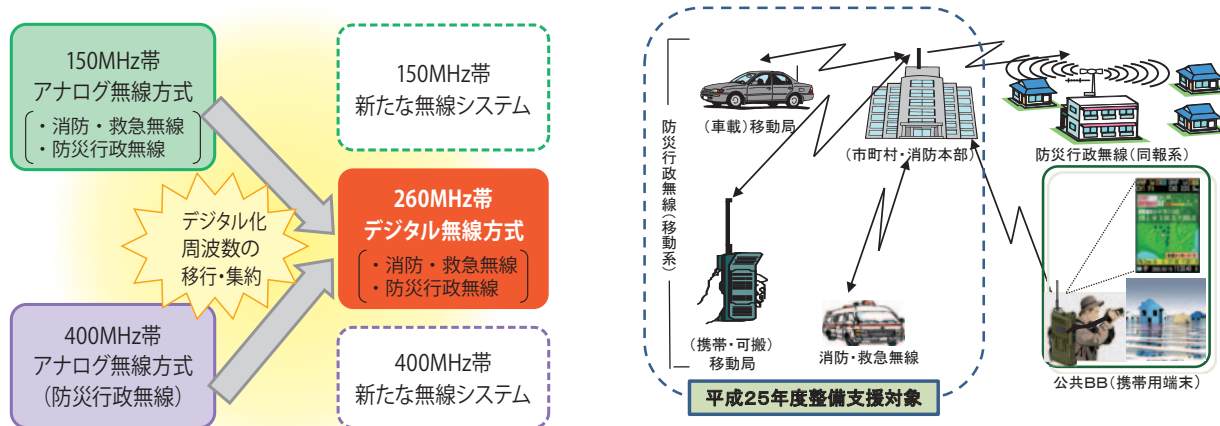 150MHz帯
アナログ無線方式
・消防・救急無線
・防災行政無線
150MHz帯
新たな無線システム
デジタル化
周波数の
移行・集約
260MHz帯
デジタル無線方式
・消防・救急無線
・防災行政無線
400MHz帯
アナログ無線方式
(防災行政無線)
400MHz帯
新たな無線システム
防災行政無線(移動系)
(車載)移動局
(市町村・消防本部)
防災行政無線(同報系)
(携帯・可搬)
移動局
消防・救急無線
公共BB(携帯用端末)
平成25年度整備支援対象